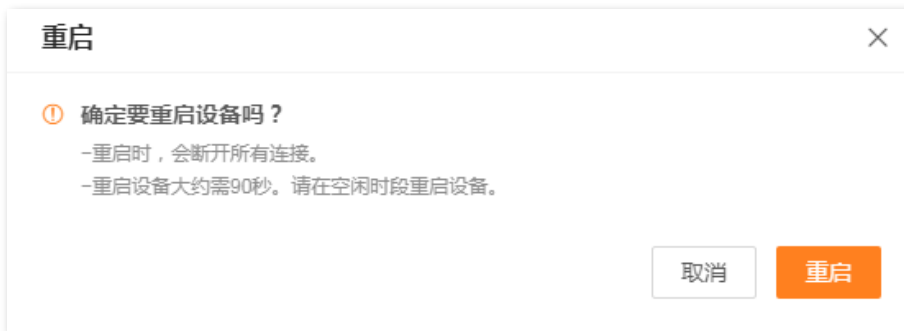 重启
确定要重启设备吗？
-重启时，会断开所有连接。
-重启设备大约需90秒。请在空闲时段重启设备。
取消
重启